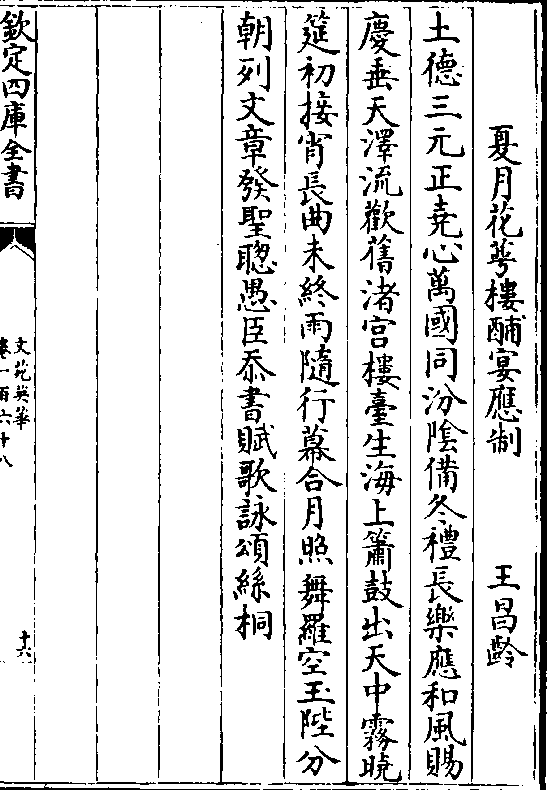 夏月花萼樓酺宴應制 王昌齡
土德三元正堯心萬國同汾陰備冬禮長樂應和風賜
慶垂天澤流歡舊渚宫樓臺生海上簫鼓出天中霧曉
筵初接宵長曲未終雨隨行幕合月照舞羅空玉陛分
朝列文章發聖聰愚臣忝書賦歌詠頌絲桐
欽定四庫全書
文苑英華
卷一百六十八
十六